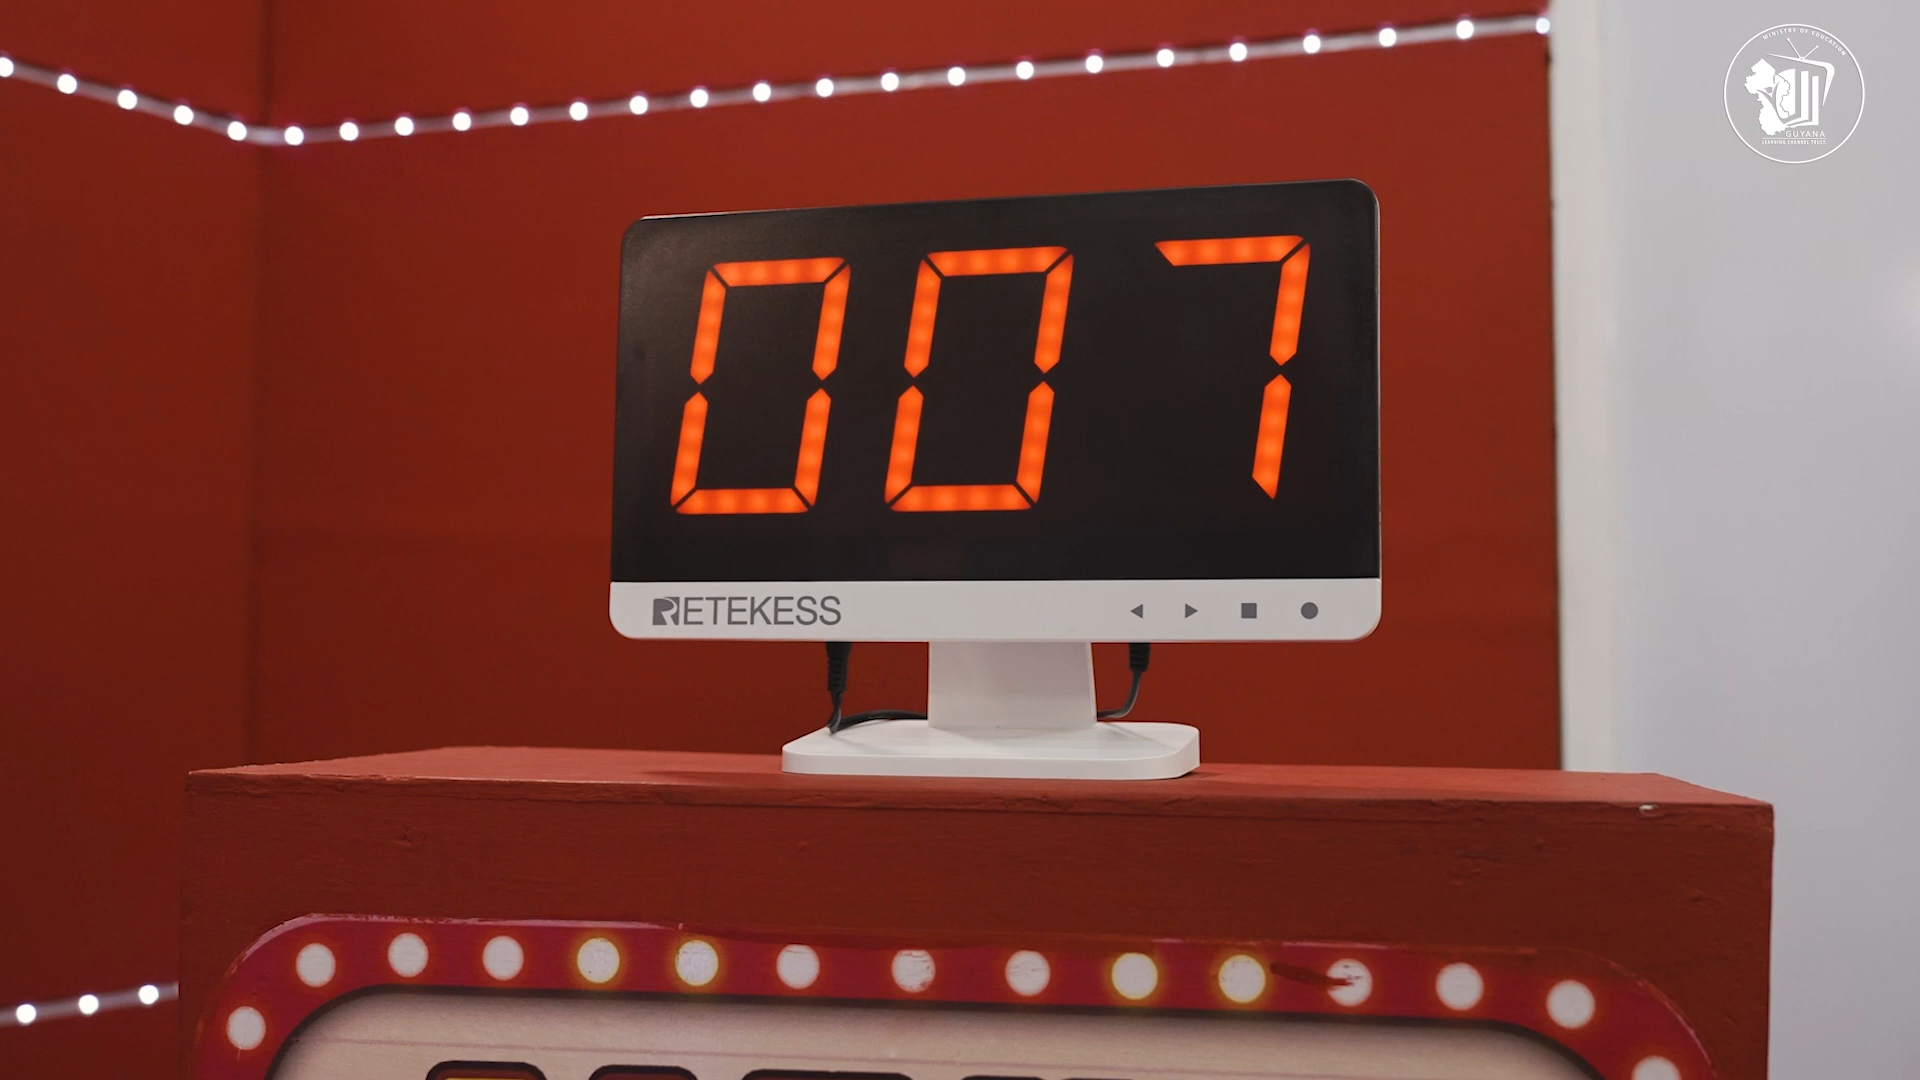 MINISTRY OF EDUCATION
GUYANA
LEARNING CHANNEL TRUST
007
RETEKESS